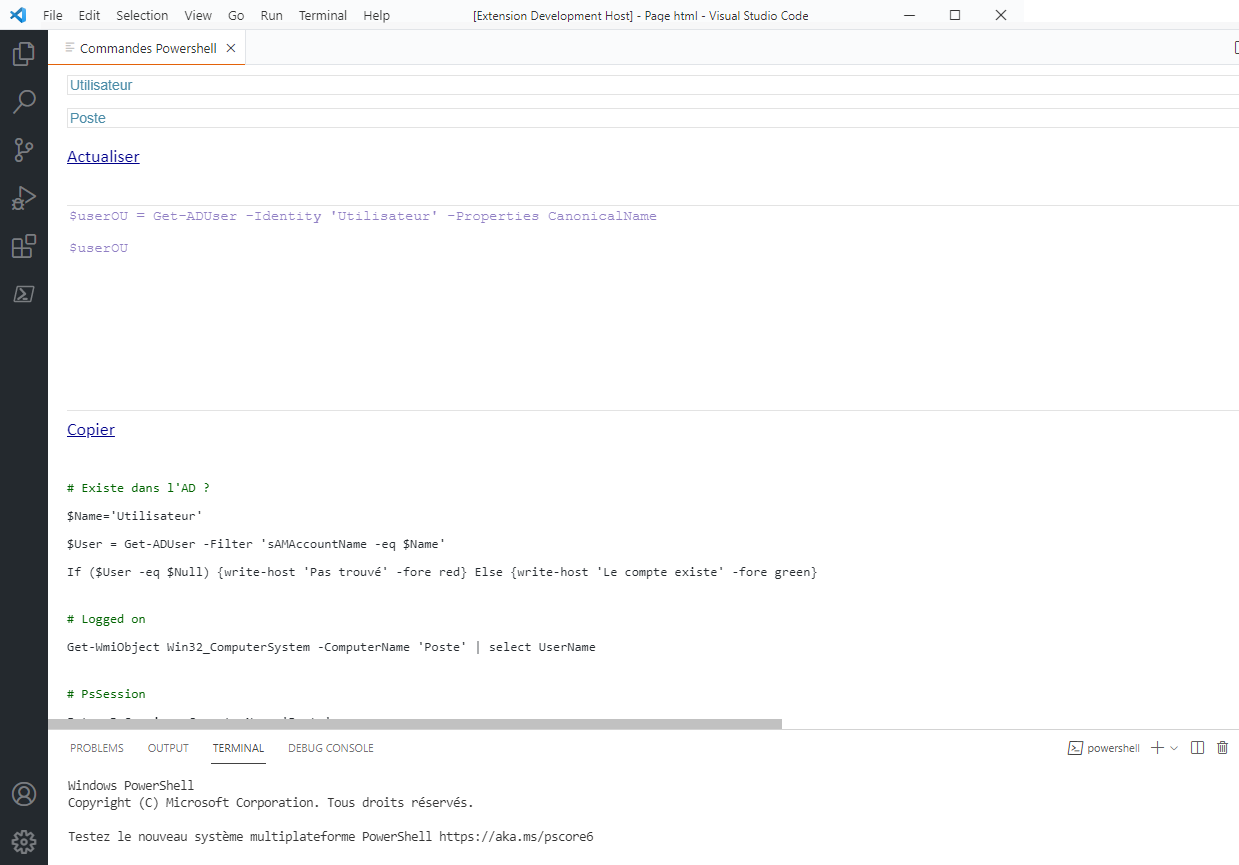 File Edit Selection View Go Run Terminal Help [Extension Development Host] - Page html - Visual Studio Code
Commandes Powershell
Utilisateur
Poste
Actualiser
$userOU = Get-ADUser -Identity 'Utilisateur' -Properties CanonicalName
$userOU
Copier
# Existe dans l'AD ?
$Name='Utilisateur'
$User = Get-ADUser -Filter 'sAMAccountName -eq $Name'
If ($User -eq $Null) {write-host 'Pas trouvé' -fore red} Else {write-host 'Le compte existe' -fore green}
# Logged on
Get-WmiObject Win32_ComputerSystem -ComputerName 'Poste' | select UserName
# PsSession
PROBLEMS OUTPUT TERMINAL DEBUG CONSOLE powershell
Windows PowerShell
Copyright (C) Microsoft Corporation. Tous droits réservés.
Testez le nouveau système multiplateforme PowerShell https://aka.ms/pscore6